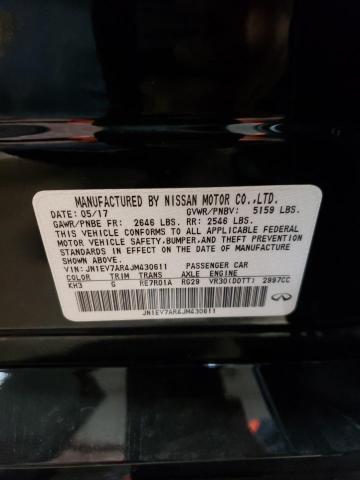 MANUFACTURED BY NISSAN MOTOR CO.,LTD.
DATE: 05/17 GVWR/PNBV: 5159 LBS.
GAWR/PNBE FR: 2646 LBS. RR: 2546 LBS.
THIS VEHICLE CONFORMS TO ALL APPLICABLE FEDERAL
MOTOR VEHICLE SAFETY,BUMPER,AND THEFT PREVENTION
STANDARDS IN EFFECT ON THE DATE OF MANUFACTURE
SHOWN ABOVE.
VIN:JN1EV7AR4JM430611 PASSENGER CAR
COLOR TRIM TRANS AXLE ENGINE
KH3 G RE7R01A RG29 VR30(DDTT) 2997CC
JN1EV7AR4JM430611